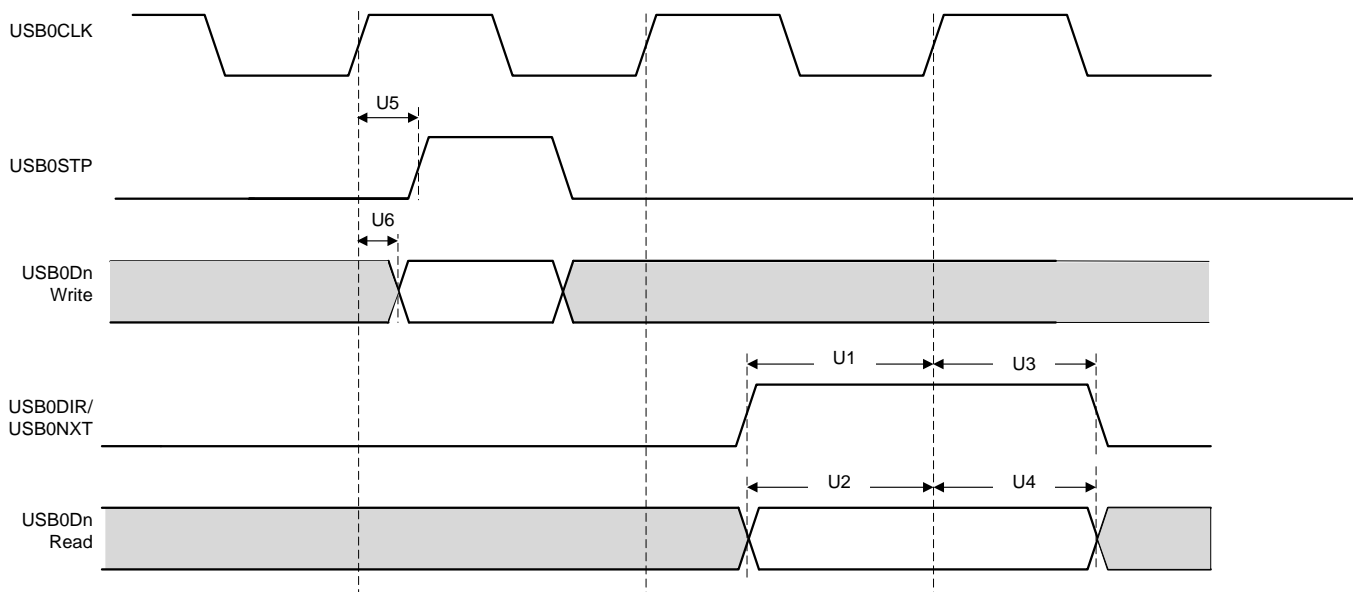 USB0CLK
U5
USB0STP
U6
USB0Dn
Write
U1
U3
USB0DIR/
USB0NXT
U2
U4
USB0Dn
Read